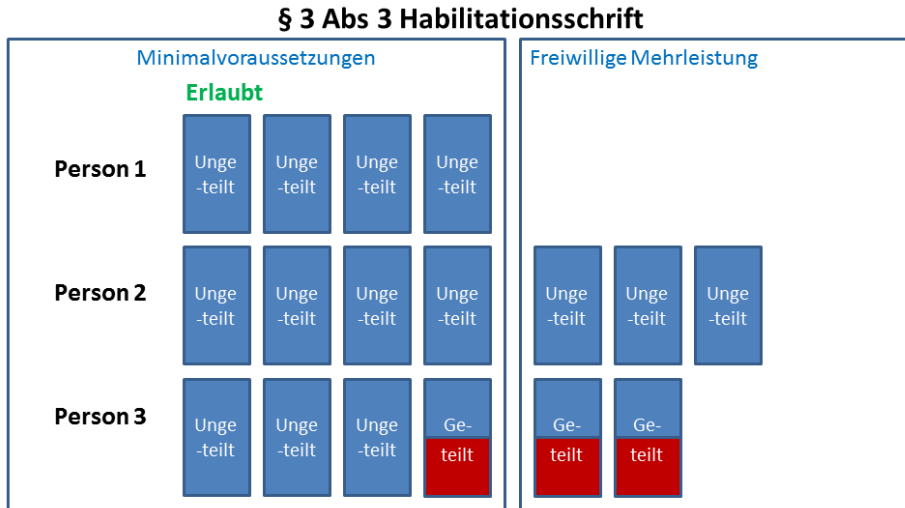 § 3 Abs 3 Habilitationsschrift
Minimalvoraussetzungen
Freiwillige Mehrleistung
Erlaubt
Person 1
Unge
-teilt
Unge
-teilt
Unge
-teilt
Unge
-teilt
Person 2
Unge
-teilt
Unge
-teilt
Unge
-teilt
Unge
-teilt
Unge
-teilt
Unge
-teilt
Unge
-teilt
Person 3
Unge
-teilt
Unge
-teilt
Unge
-teilt
Ge-
teilt
Ge-
teilt
Ge-
teilt